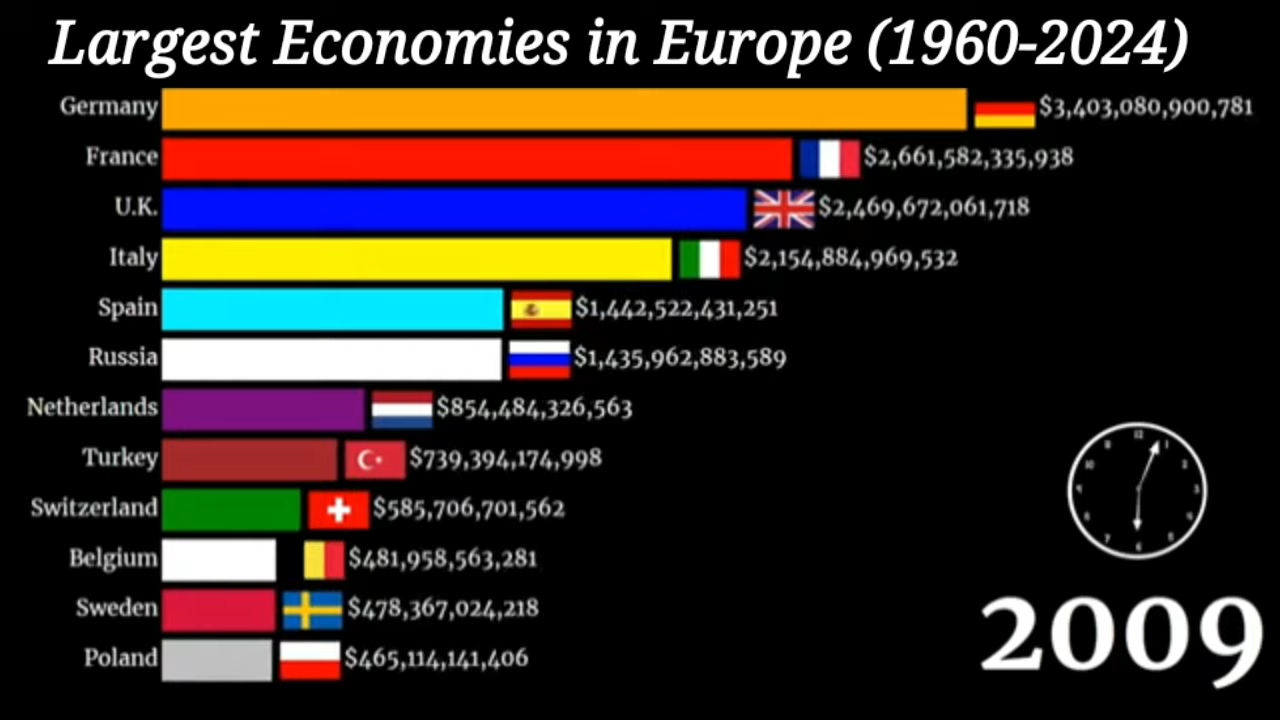 Largest Economies in Europe (1960-2024)
Germany $3,403,080,900,781
France $2,661,582,335,938
U.K. $2,469,672,061,718
Italy $2,154,884,969,532
Spain $1,442,522,431,251
Russia $1,435,962,883,589
Netherlands $854,484,326,563
Turkey $739,394,174,998
Switzerland $585,706,701,562
Belgium $481,958,563,281
Sweden $478,367,024,218
Poland $465,114,141,406
2009